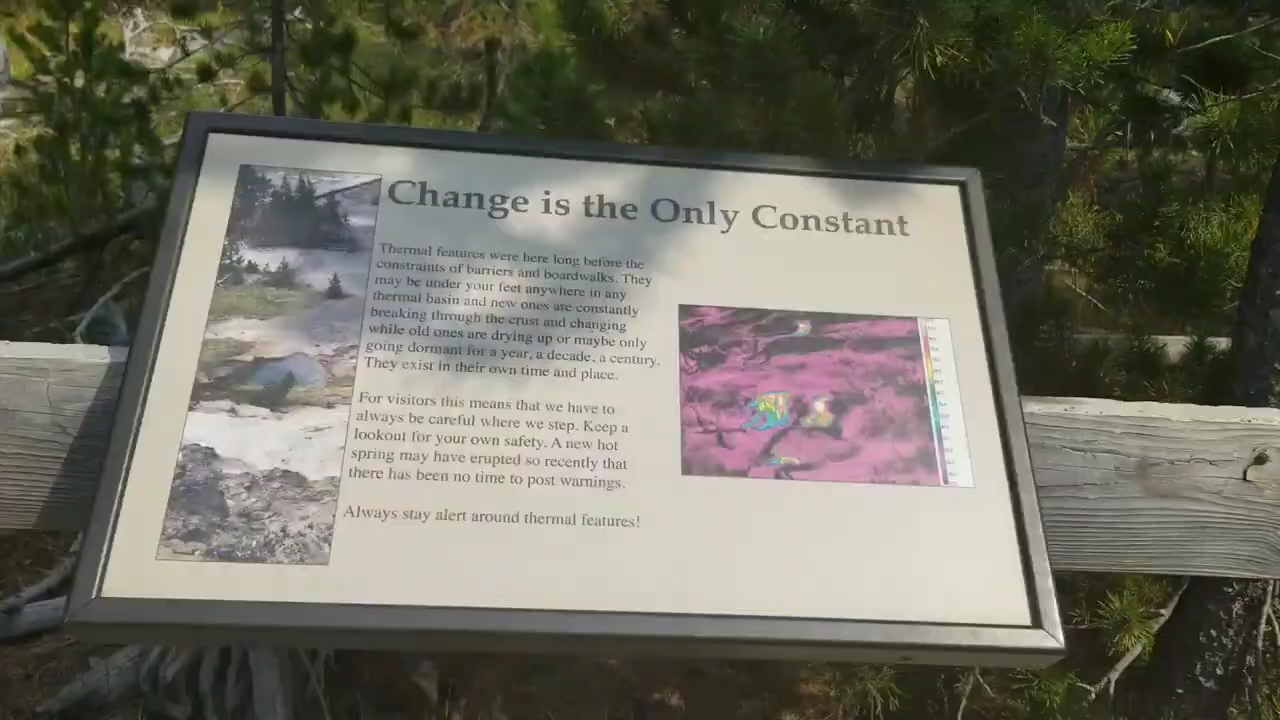 Change is the Only Constant
Thermal features were here long before the
constraints of barriers and boardwalks. They
may be under your feet anywhere in any
thermal basin and new ones are constantly
breaking through the crust and changing
while old ones are drying up or maybe only
going dormant for a year, a decade, a century.
They exist in their own time and place.
For visitors this means that we have to
always be careful where we step. Keep a
lookout for your own safety. A new hot
spring may have erupted so recently that
there has been no time to post warnings.
Always stay alert around thermal features!